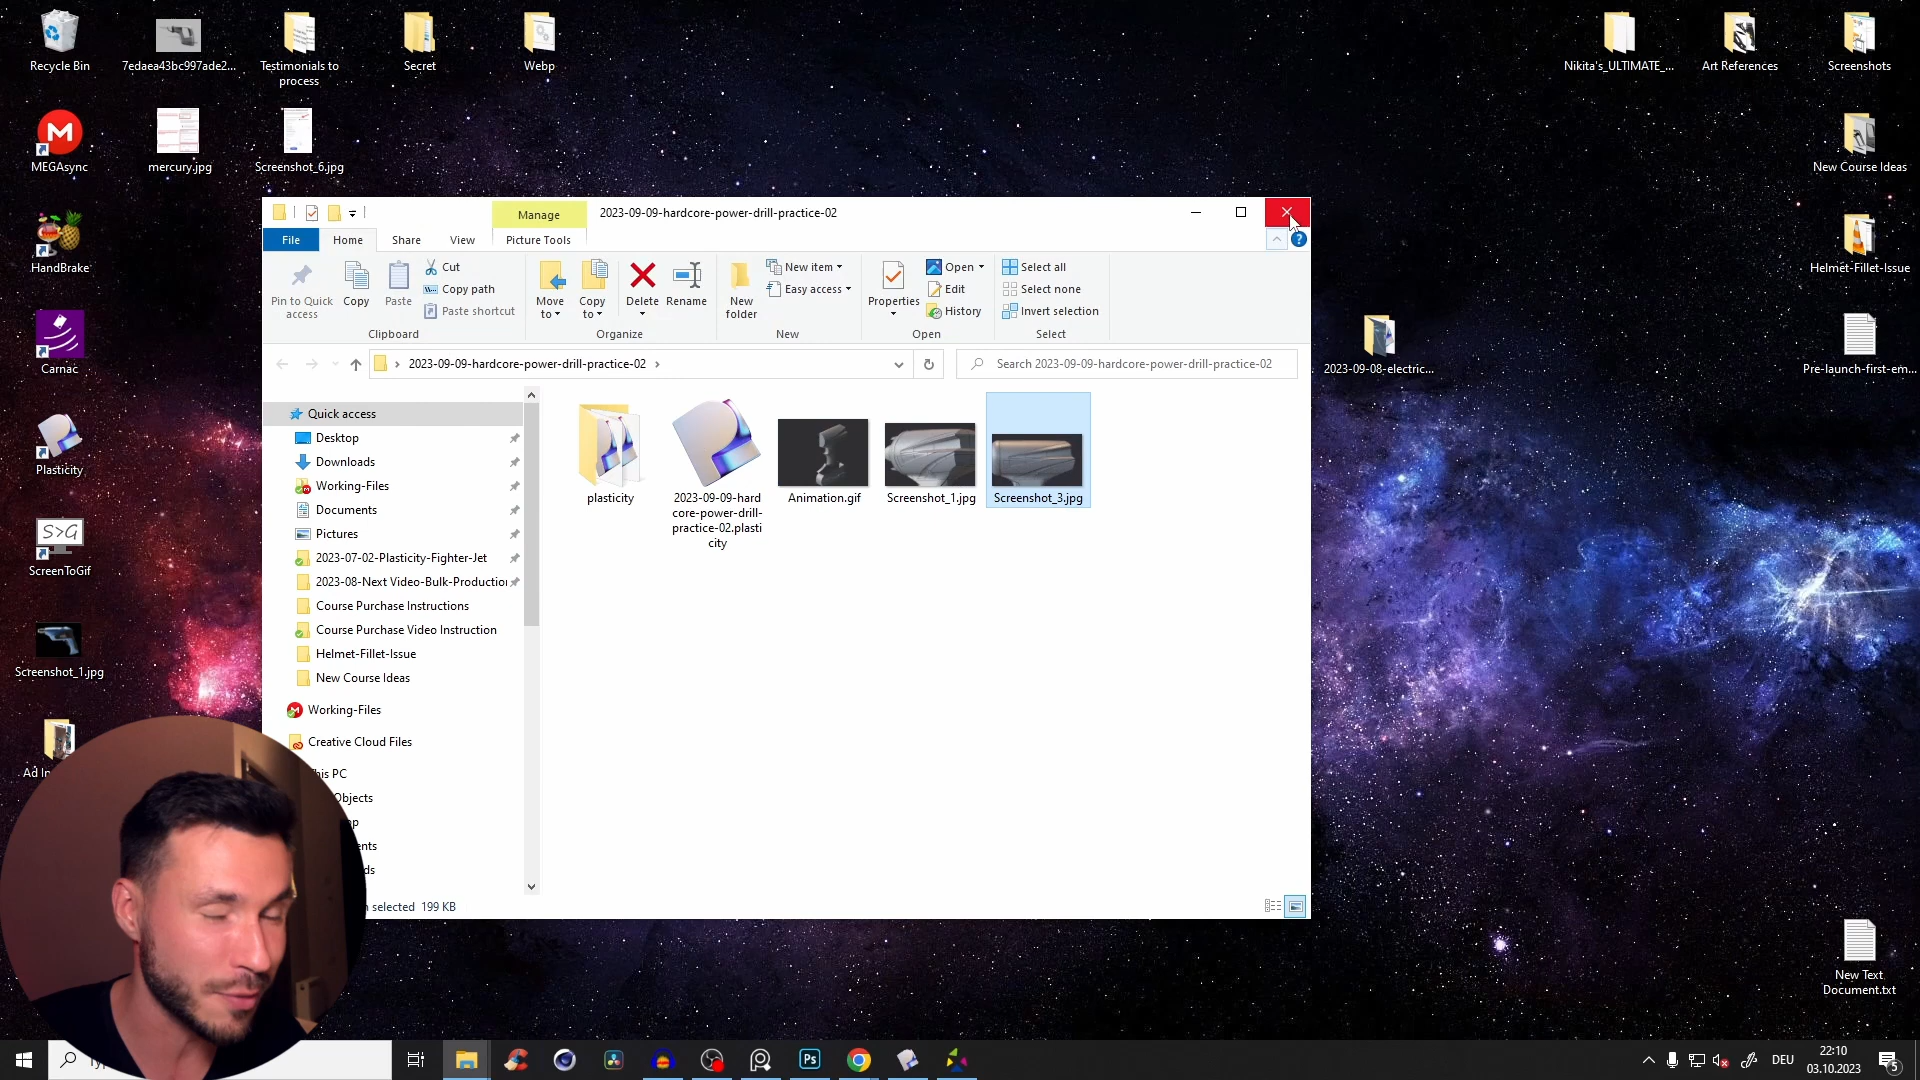 Recycle Bin
7edaea43bc997ade2...
Testimonials to
process
Secret
Webp
Nikita's_ULTIMATE_...
Art References
Screenshots
MEGAsync
mercury.jpg
Screenshot_6.jpg
New Course Ideas
HandBrake
Helmet-Fillet-Issue
Carnac
2023-09-08-electric...
Pre-launch-first-em...
Plasticity
S>G
ScreenToGif
Screenshot_1.jpg
Ad In
New Text
Document.txt
Manage
2023-09-09-hardcore-power-drill-practice-02
File
Home
Share
View
Picture Tools
Pin to Quick
access
Copy
Paste
Cut
Copy path
Paste shortcut
Clipboard
Move
to
Copy
to
Delete
Rename
Organize
New
folder
New item
Easy access
New
Properties
Open
Edit
History
Open
Select all
Select none
Invert selection
Select
2023-09-09-hardcore-power-drill-practice-02
Search 2023-09-09-hardcore-power-drill-practice-02
Quick access
Desktop
Downloads
Working-Files
Documents
Pictures
2023-07-02-Plasticity-Fighter-Jet
2023-08-Next Video-Bulk-Productio
Course Purchase Instructions
Course Purchase Video Instruction
Helmet-Fillet-Issue
New Course Ideas
Working-Files
Creative Cloud Files
his PC
Objects
op
ents
ds
plasticity
2023-09-09-hard
core-power-drill-
practice-02.plasti
city
Animation.gif
Screenshot_1.jpg
Screenshot_3.jpg
selected 199 KB
Ps
DEU
22:10
03.10.2023
5